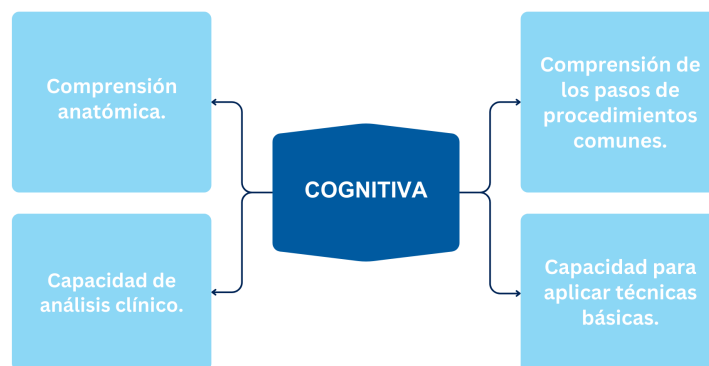 Comprensión
anatómica.
Comprensión de
los pasos de
procedimientos
comunes.
COGNITIVA
Capacidad de
análisis clínico.
Capacidad para
aplicar técnicas
básicas.